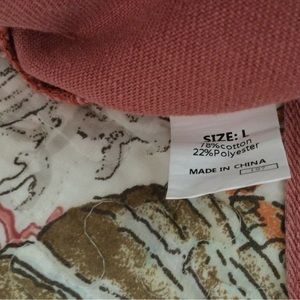 SIZE: L
78%cotton
22%Polyester
MADE IN CHINA